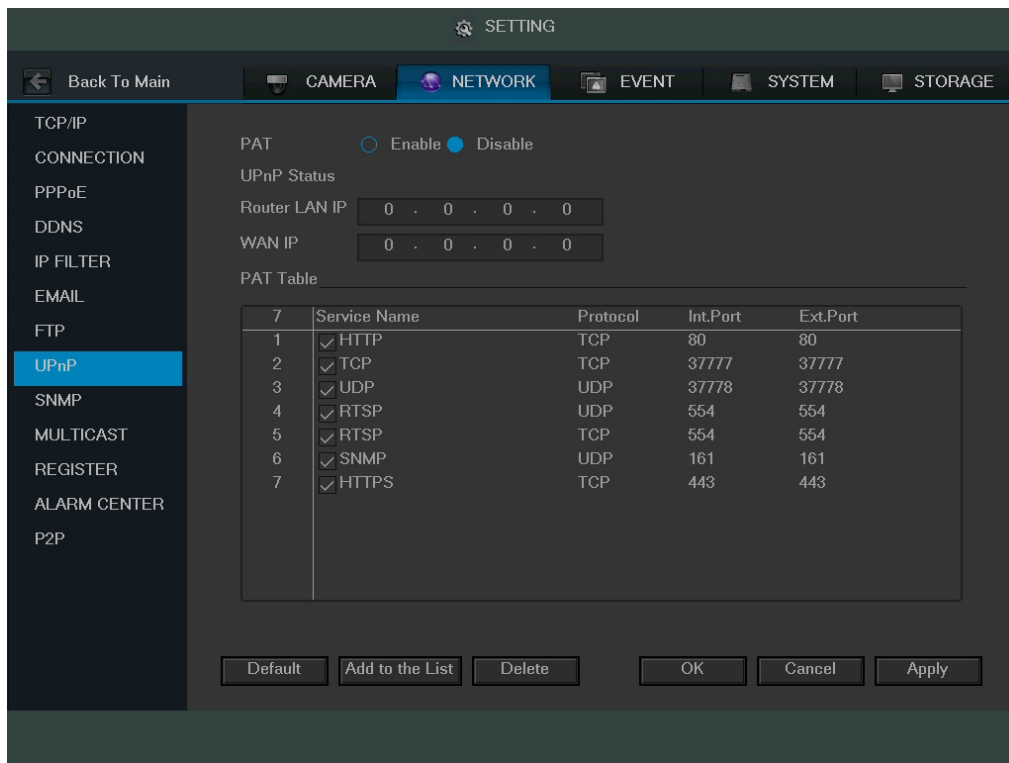 SETTING
Back To Main CAMERA NETWORK EVENT SYSTEM STORAGE
TCP/IP
CONNECTION
PPPoE
DDNS
IP FILTER
EMAIL
FTP
UPnP
SNMP
MULTICAST
REGISTER
ALARM CENTER
P2P
PAT Enable Disable
UPnP Status
Router LAN IP 0 . 0 . 0 . 0
WAN IP 0 . 0 . 0 . 0
PAT Table
7 Service Name Protocol Int.Port Ext.Port
1 HTTP TCP 80 80
2 TCP TCP 37777 37777
3 UDP UDP 37778 37778
4 RTSP UDP 554 554
5 RTSP TCP 554 554
6 SNMP UDP 161 161
7 HTTPS TCP 443 443
Default Add to the List Delete OK Cancel Apply